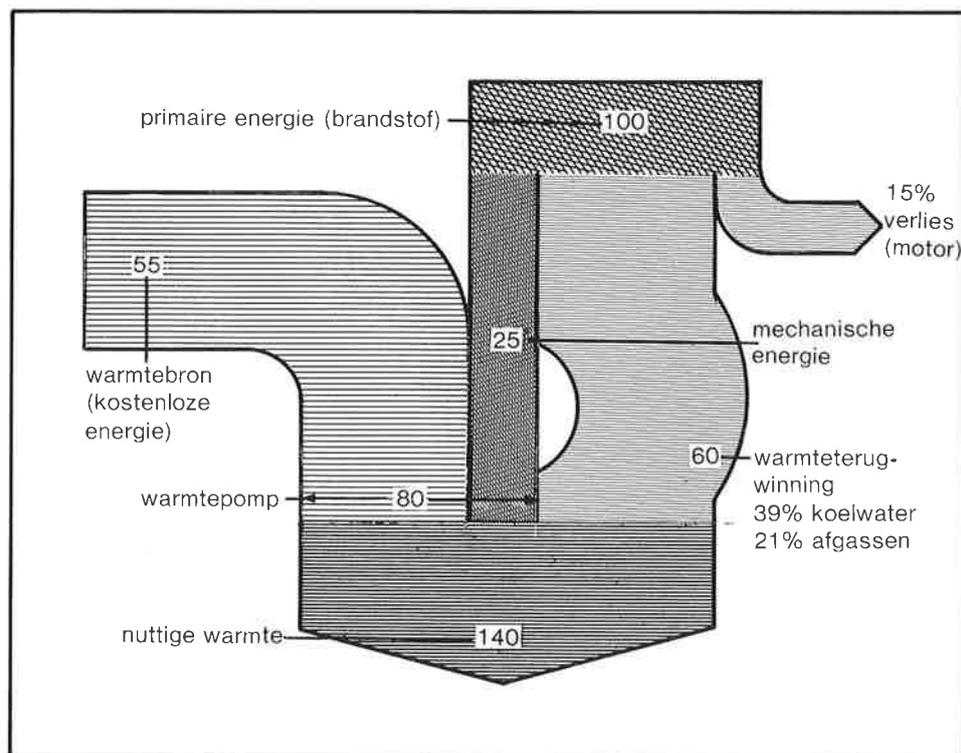 primaire energie (brandstof)
100
15%
verlies
(motor)
55
25
mechanische
energie
warmtebron
(kostenloze
energie)
60
warmteterug-
winning
39% koelwater
21% afgassen
warmtepomp
80
nuttige warmte
140